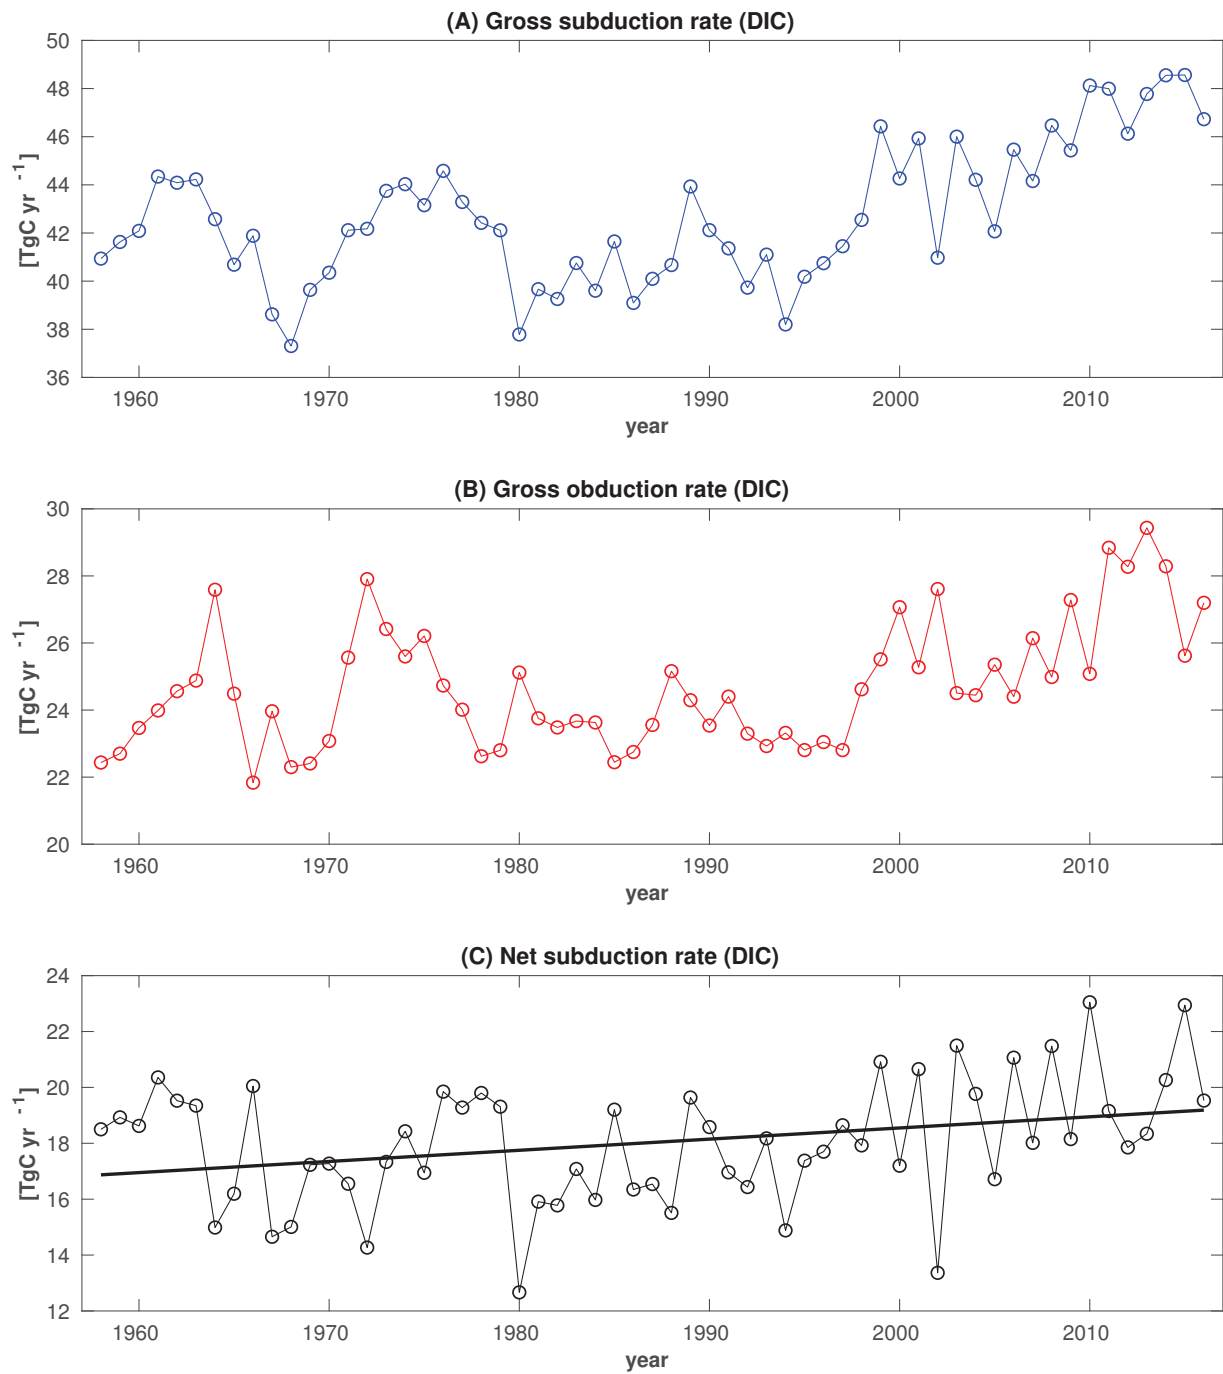 (A) Gross subduction rate (DIC)
50
48
46
44
42
40
38
36
[TgC yr -1]
1960 1970 1980 1990 2000 2010
year
(B) Gross obduction rate (DIC)
30
28
26
24
22
20
[TgC yr -1]
1960 1970 1980 1990 2000 2010
year
(C) Net subduction rate (DIC)
24
22
20
18
16
14
12
[TgC yr -1]
1960 1970 1980 1990 2000 2010
year